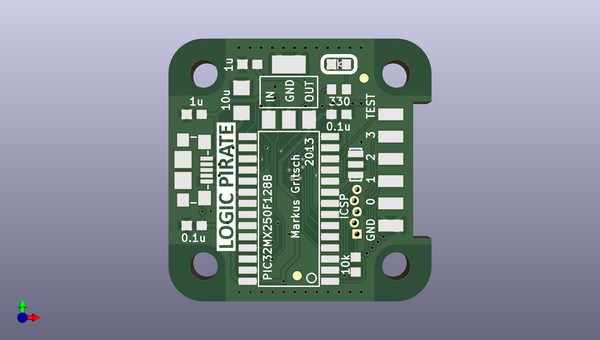 1u
K
IN
GND
OUT
1u
10u
330
0.1u
TEST
3
2
1
0
GND
LOGIC PIRATE
PIC32MX250F128B
Markus Gritsch
2013
ICSP
0.1u
10k